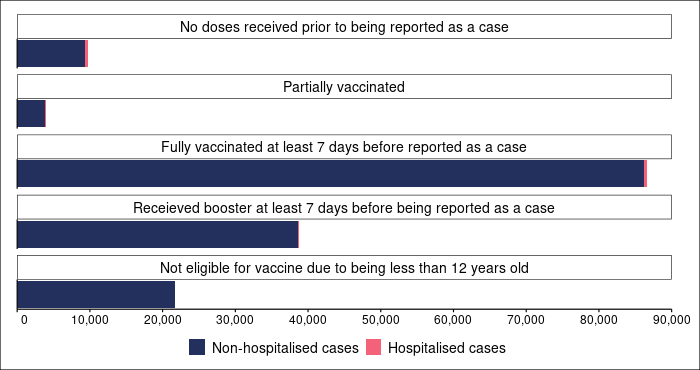 No doses received prior to being reported as a case
Partially vaccinated
Fully vaccinated at least 7 days before reported as a case
Receieved booster at least 7 days before being reported as a case
Not eligible for vaccine due to being less than 12 years old
0 10,000 20,000 30,000 40,000 50,000 60,000 70,000 80,000 90,000
Non-hospitalised cases Hospitalised cases